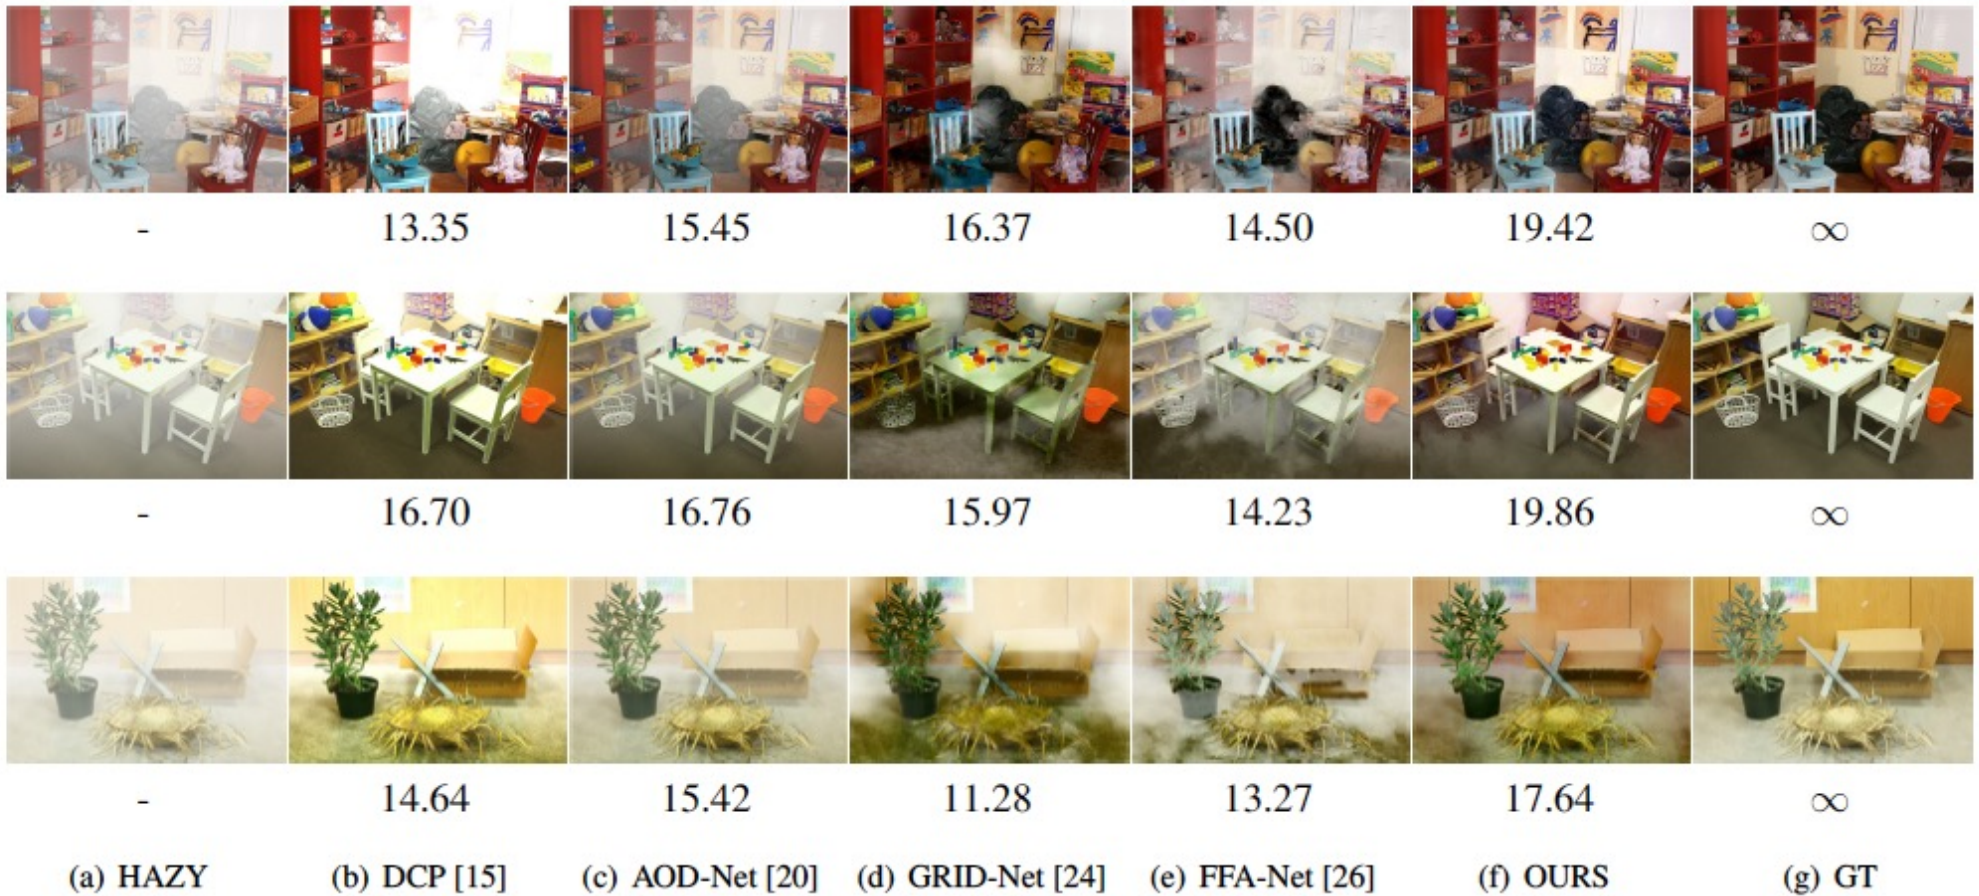 - 13.35 15.45 16.37 14.50 19.42 ∞
- 16.70 16.76 15.97 14.23 19.86 ∞
- 14.64 15.42 11.28 13.27 17.64 ∞
(a) HAZY (b) DCP [15] (c) AOD-Net [20] (d) GRID-Net [24] (e) FFA-Net [26] (f) OURS (g) GT